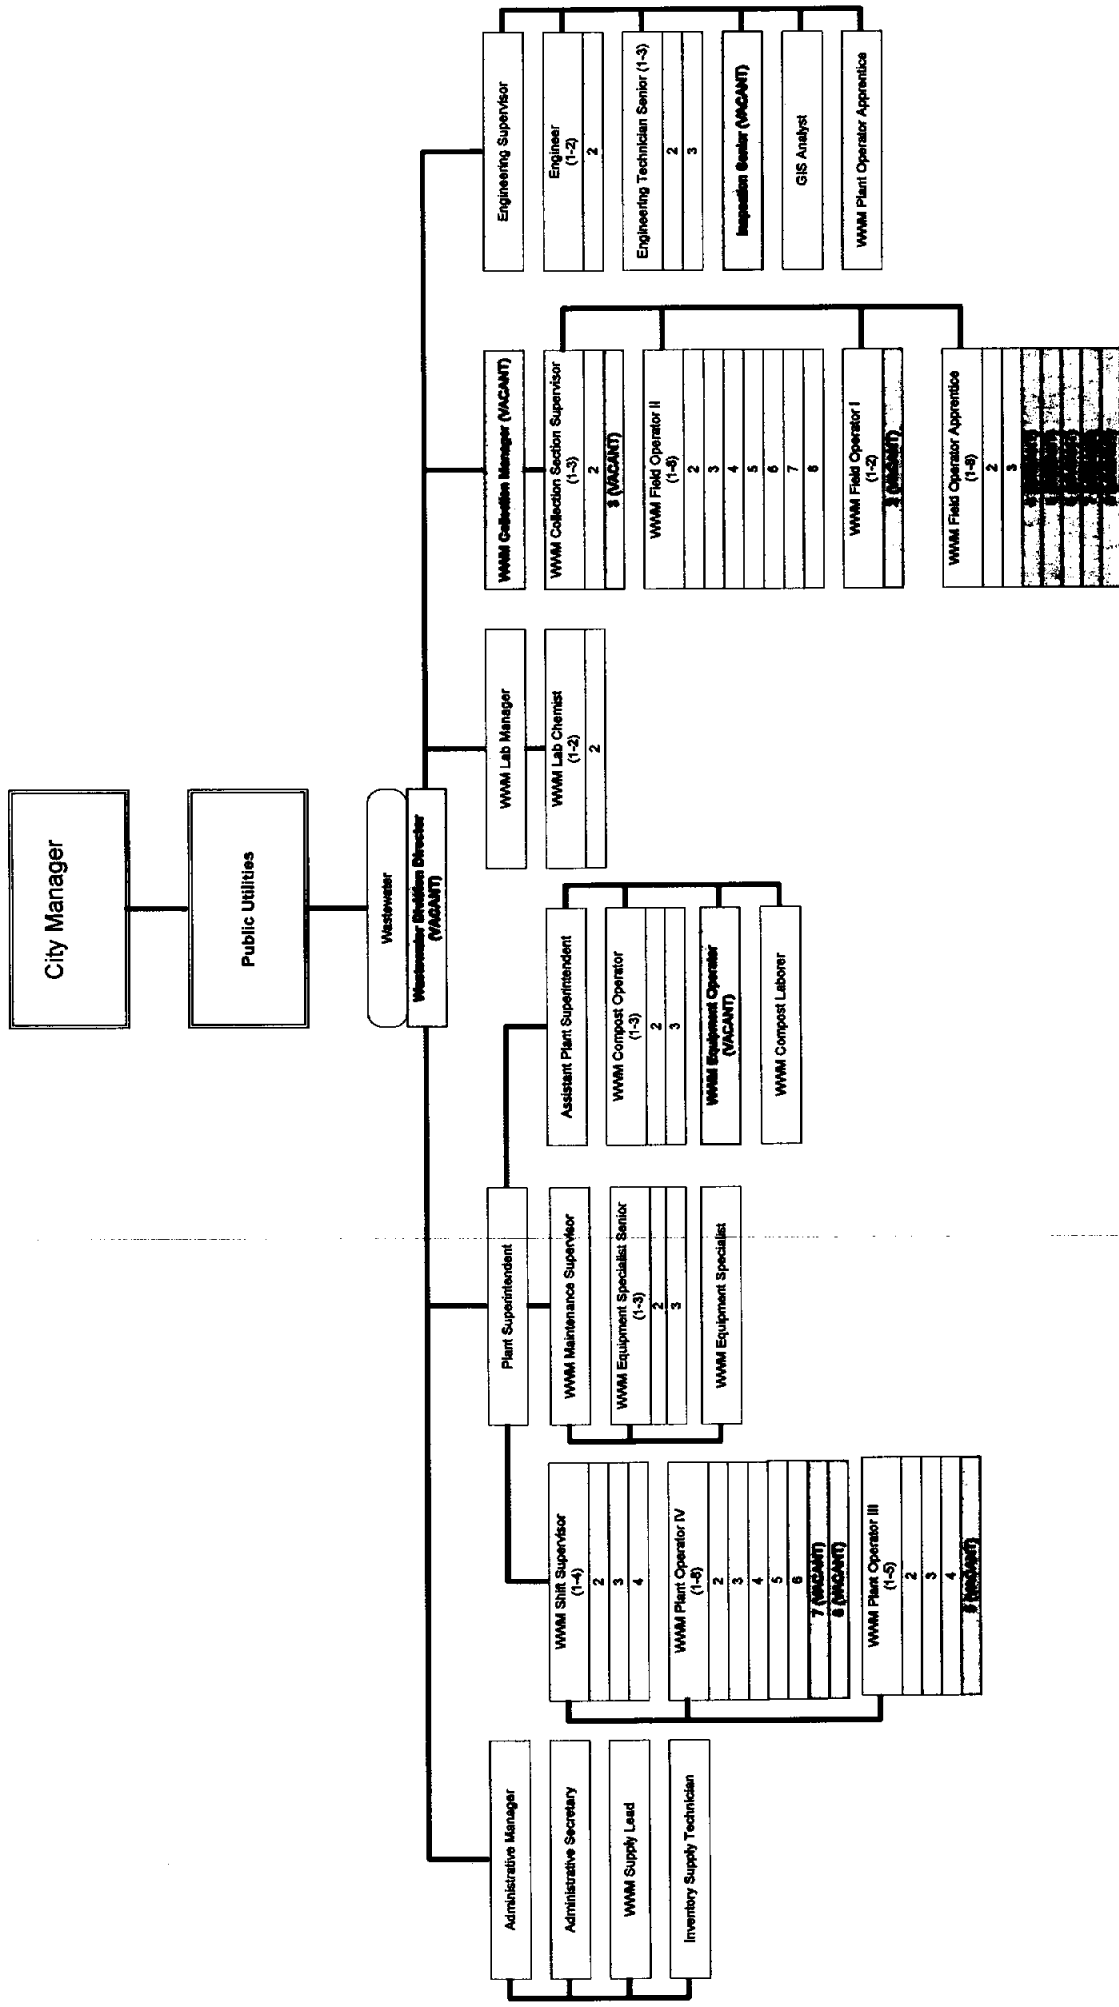 City Manager
Public Utilities
Wastewater
Wastewater Division Director
(VACANT)
Administrative Manager
Administrative Secretary
WWM Supply Lead
Inventory Supply Technician
Plant Superintendent
WWM Shift Supervisor
(1-4)
2
3
4
WWM Plant Operator IV
(1-8)
2
3
4
5
6
7 (VACANT)
8 (VACANT)
WWM Plant Operator III
(1-5)
2
3
4
5 (VACANT)
WWM Maintenance Supervisor
WWM Equipment Specialist Senior
(1-3)
2
3
WWM Equipment Specialist
Assistant Plant Superintendent
WWM Compost Operator
(1-3)
2
3
WWM Equipment Operator
(VACANT)
WWM Compost Laborer
WWM Lab Manager
WWM Lab Chemist
(1-2)
2
WWM Collection Manager (VACANT)
WWM Collection Section Supervisor
(1-3)
2
3 (VACANT)
WWM Field Operator II
(1-8)
2
3
4
5
6
7
8
WWM Field Operator I
(1-2)
2 (VACANT)
WWM Field Operator Apprentice
(1-8)
2
3
Engineering Supervisor
Engineer
(1-2)
2
Engineering Technician Senior (1-3)
2
3
Inspection Senior (VACANT)
GIS Analyst
WWM Plant Operator Apprentice